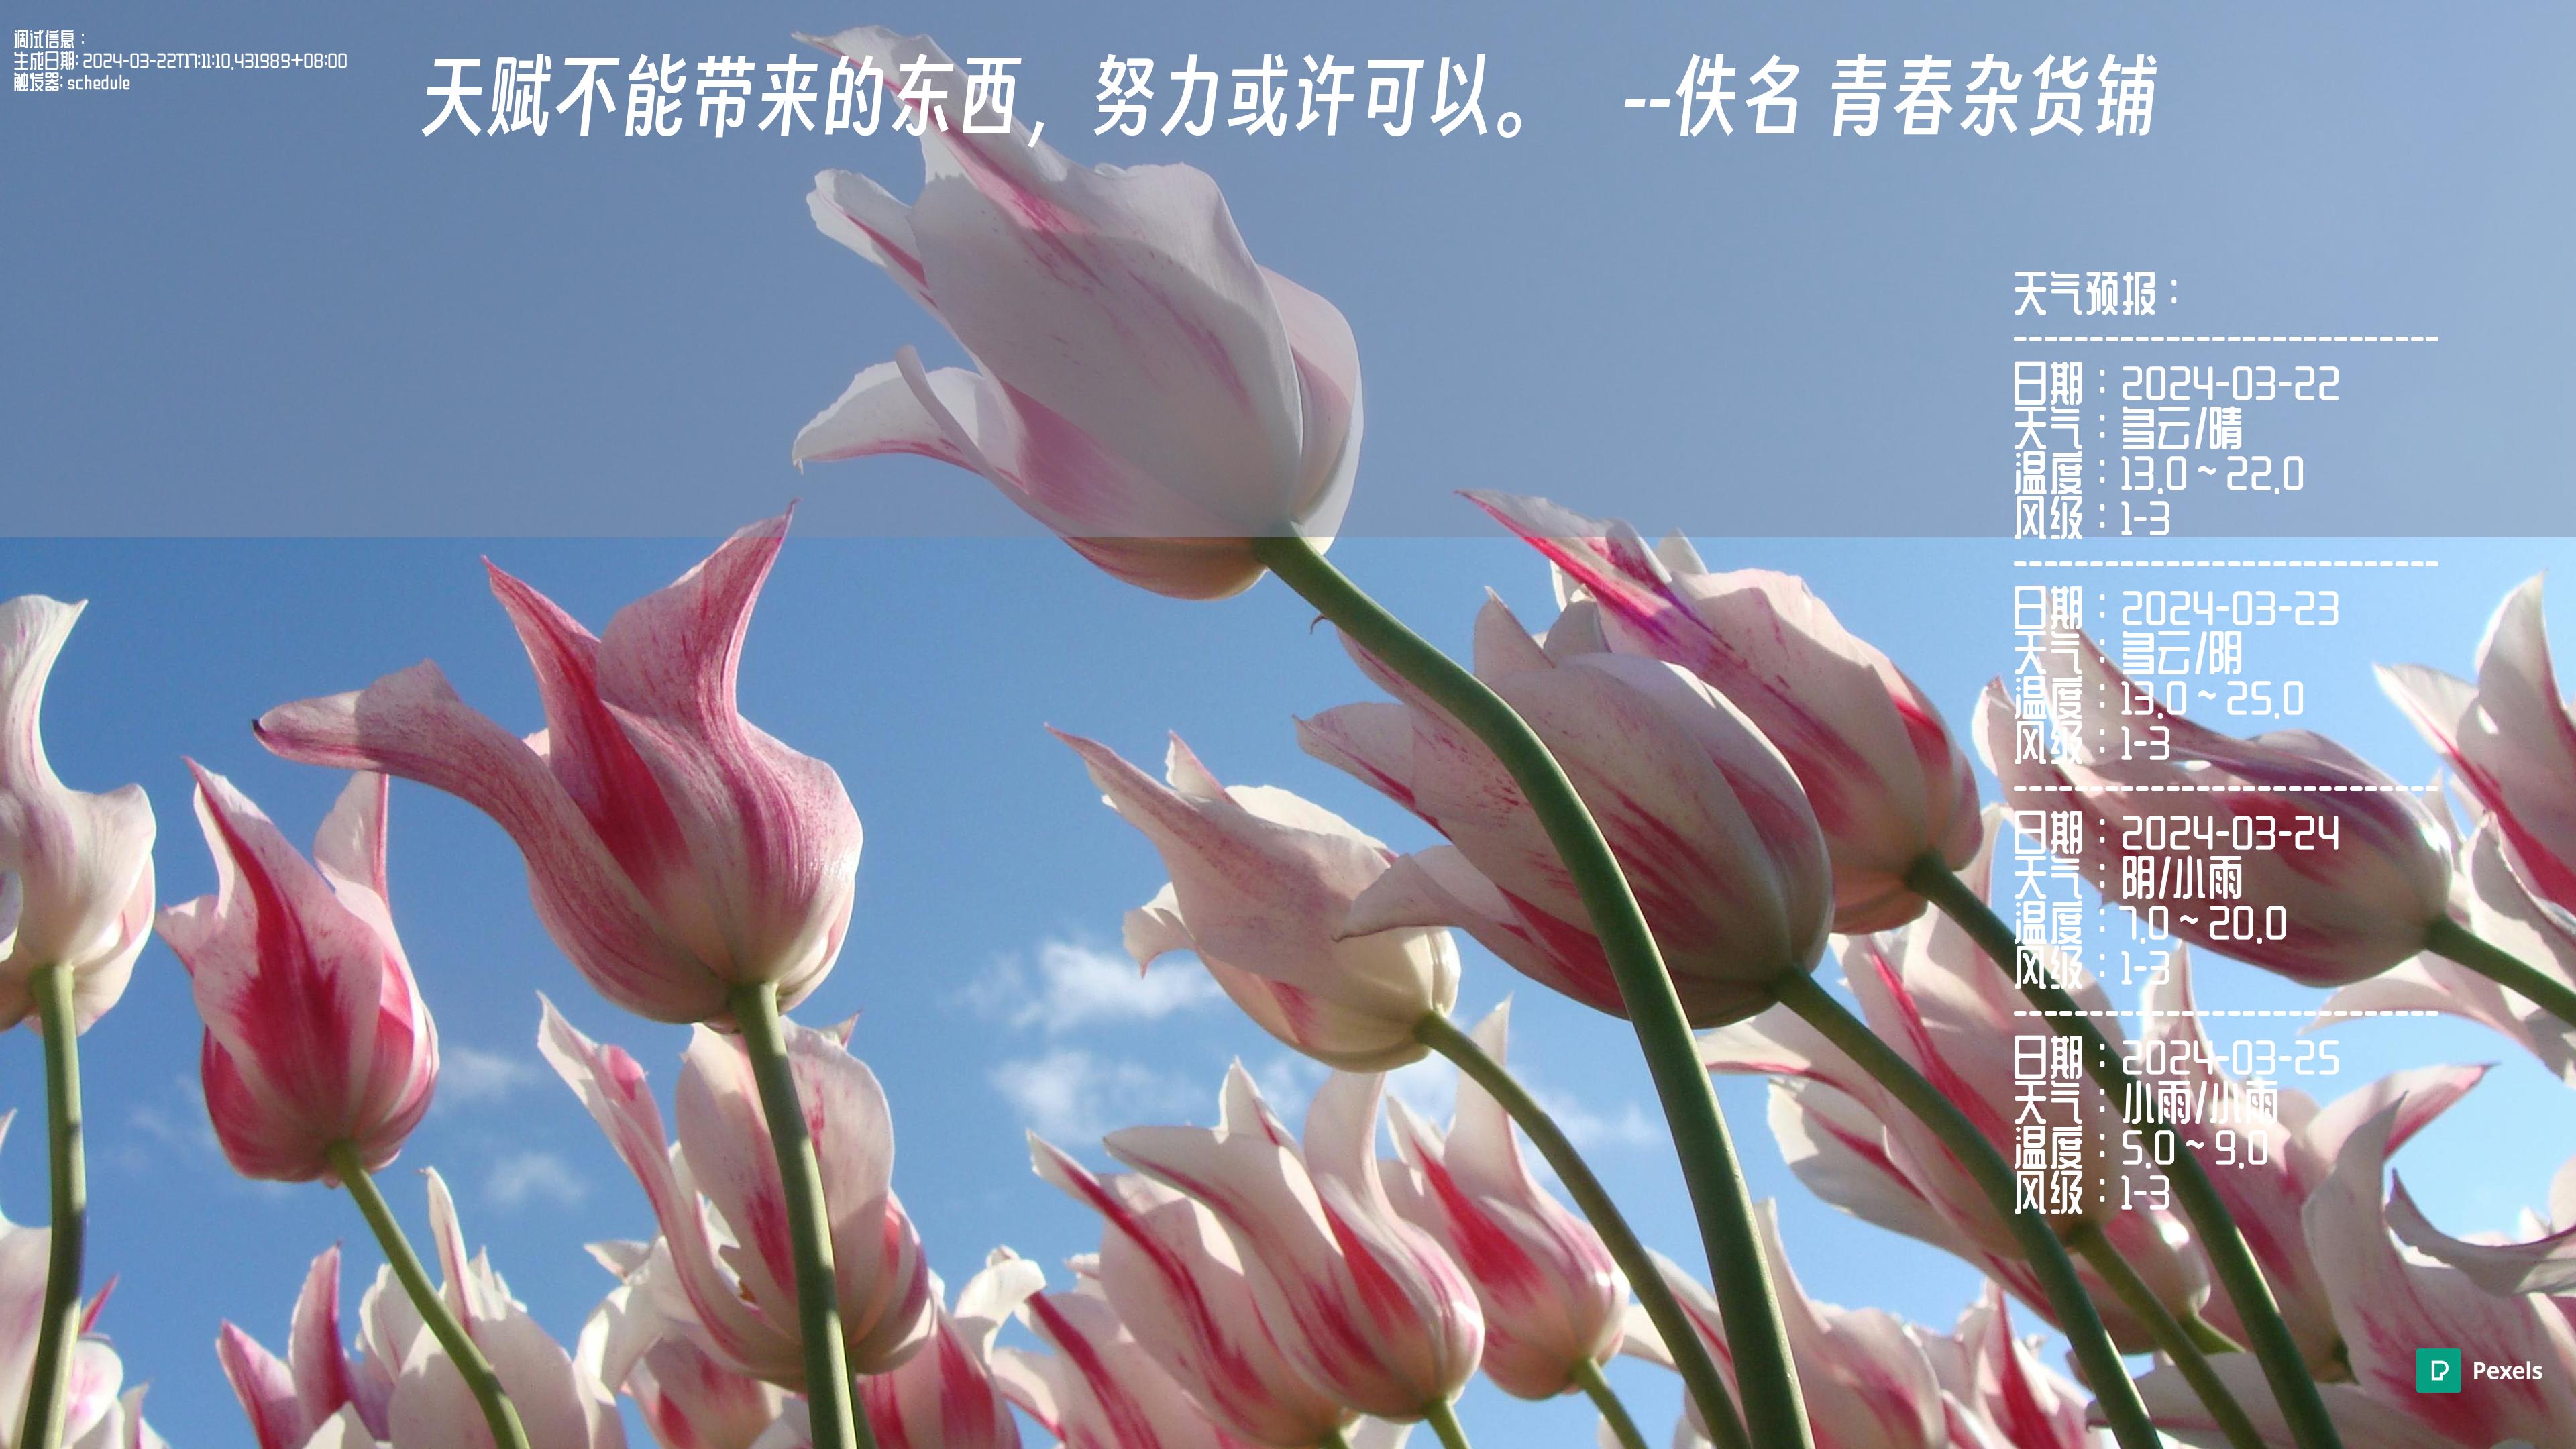 调试信息：
生成日期: 2024-03-22T17:11:10.431989+08:00
触发器: schedule
天赋不能带来的东西，努力或许可以。 --佚名 青春杂货铺
天气预报：
----------------------------
日期：2024-03-22
天气：多云/晴
温度：13.0 ~ 22.0
风级：1-3
----------------------------
日期：2024-03-23
天气：多云/阴
温度：13.0 ~ 25.0
风级：1-3
----------------------------
日期：2024-03-24
天气：阴/小雨
温度：7.0 ~ 20.0
风级：1-3
----------------------------
日期：2024-03-25
天气：小雨/小雨
温度：5.0 ~ 9.0
风级：1-3
Pexels